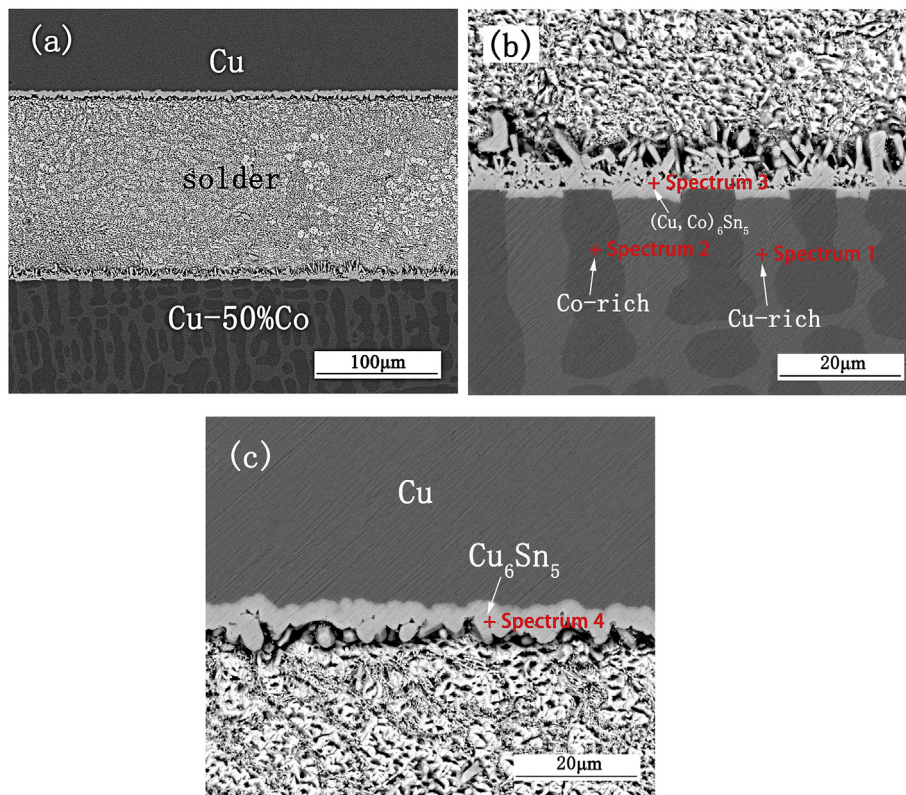 (a)
Cu
solder
Cu-50%Co
100μm
(b)
+ Spectrum 3
(Cu, Co)₆Sn₅
+ Spectrum 2
+ Spectrum 1
Co-rich
Cu-rich
20μm
(c)
Cu
Cu₆Sn₅
+ Spectrum 4
20μm